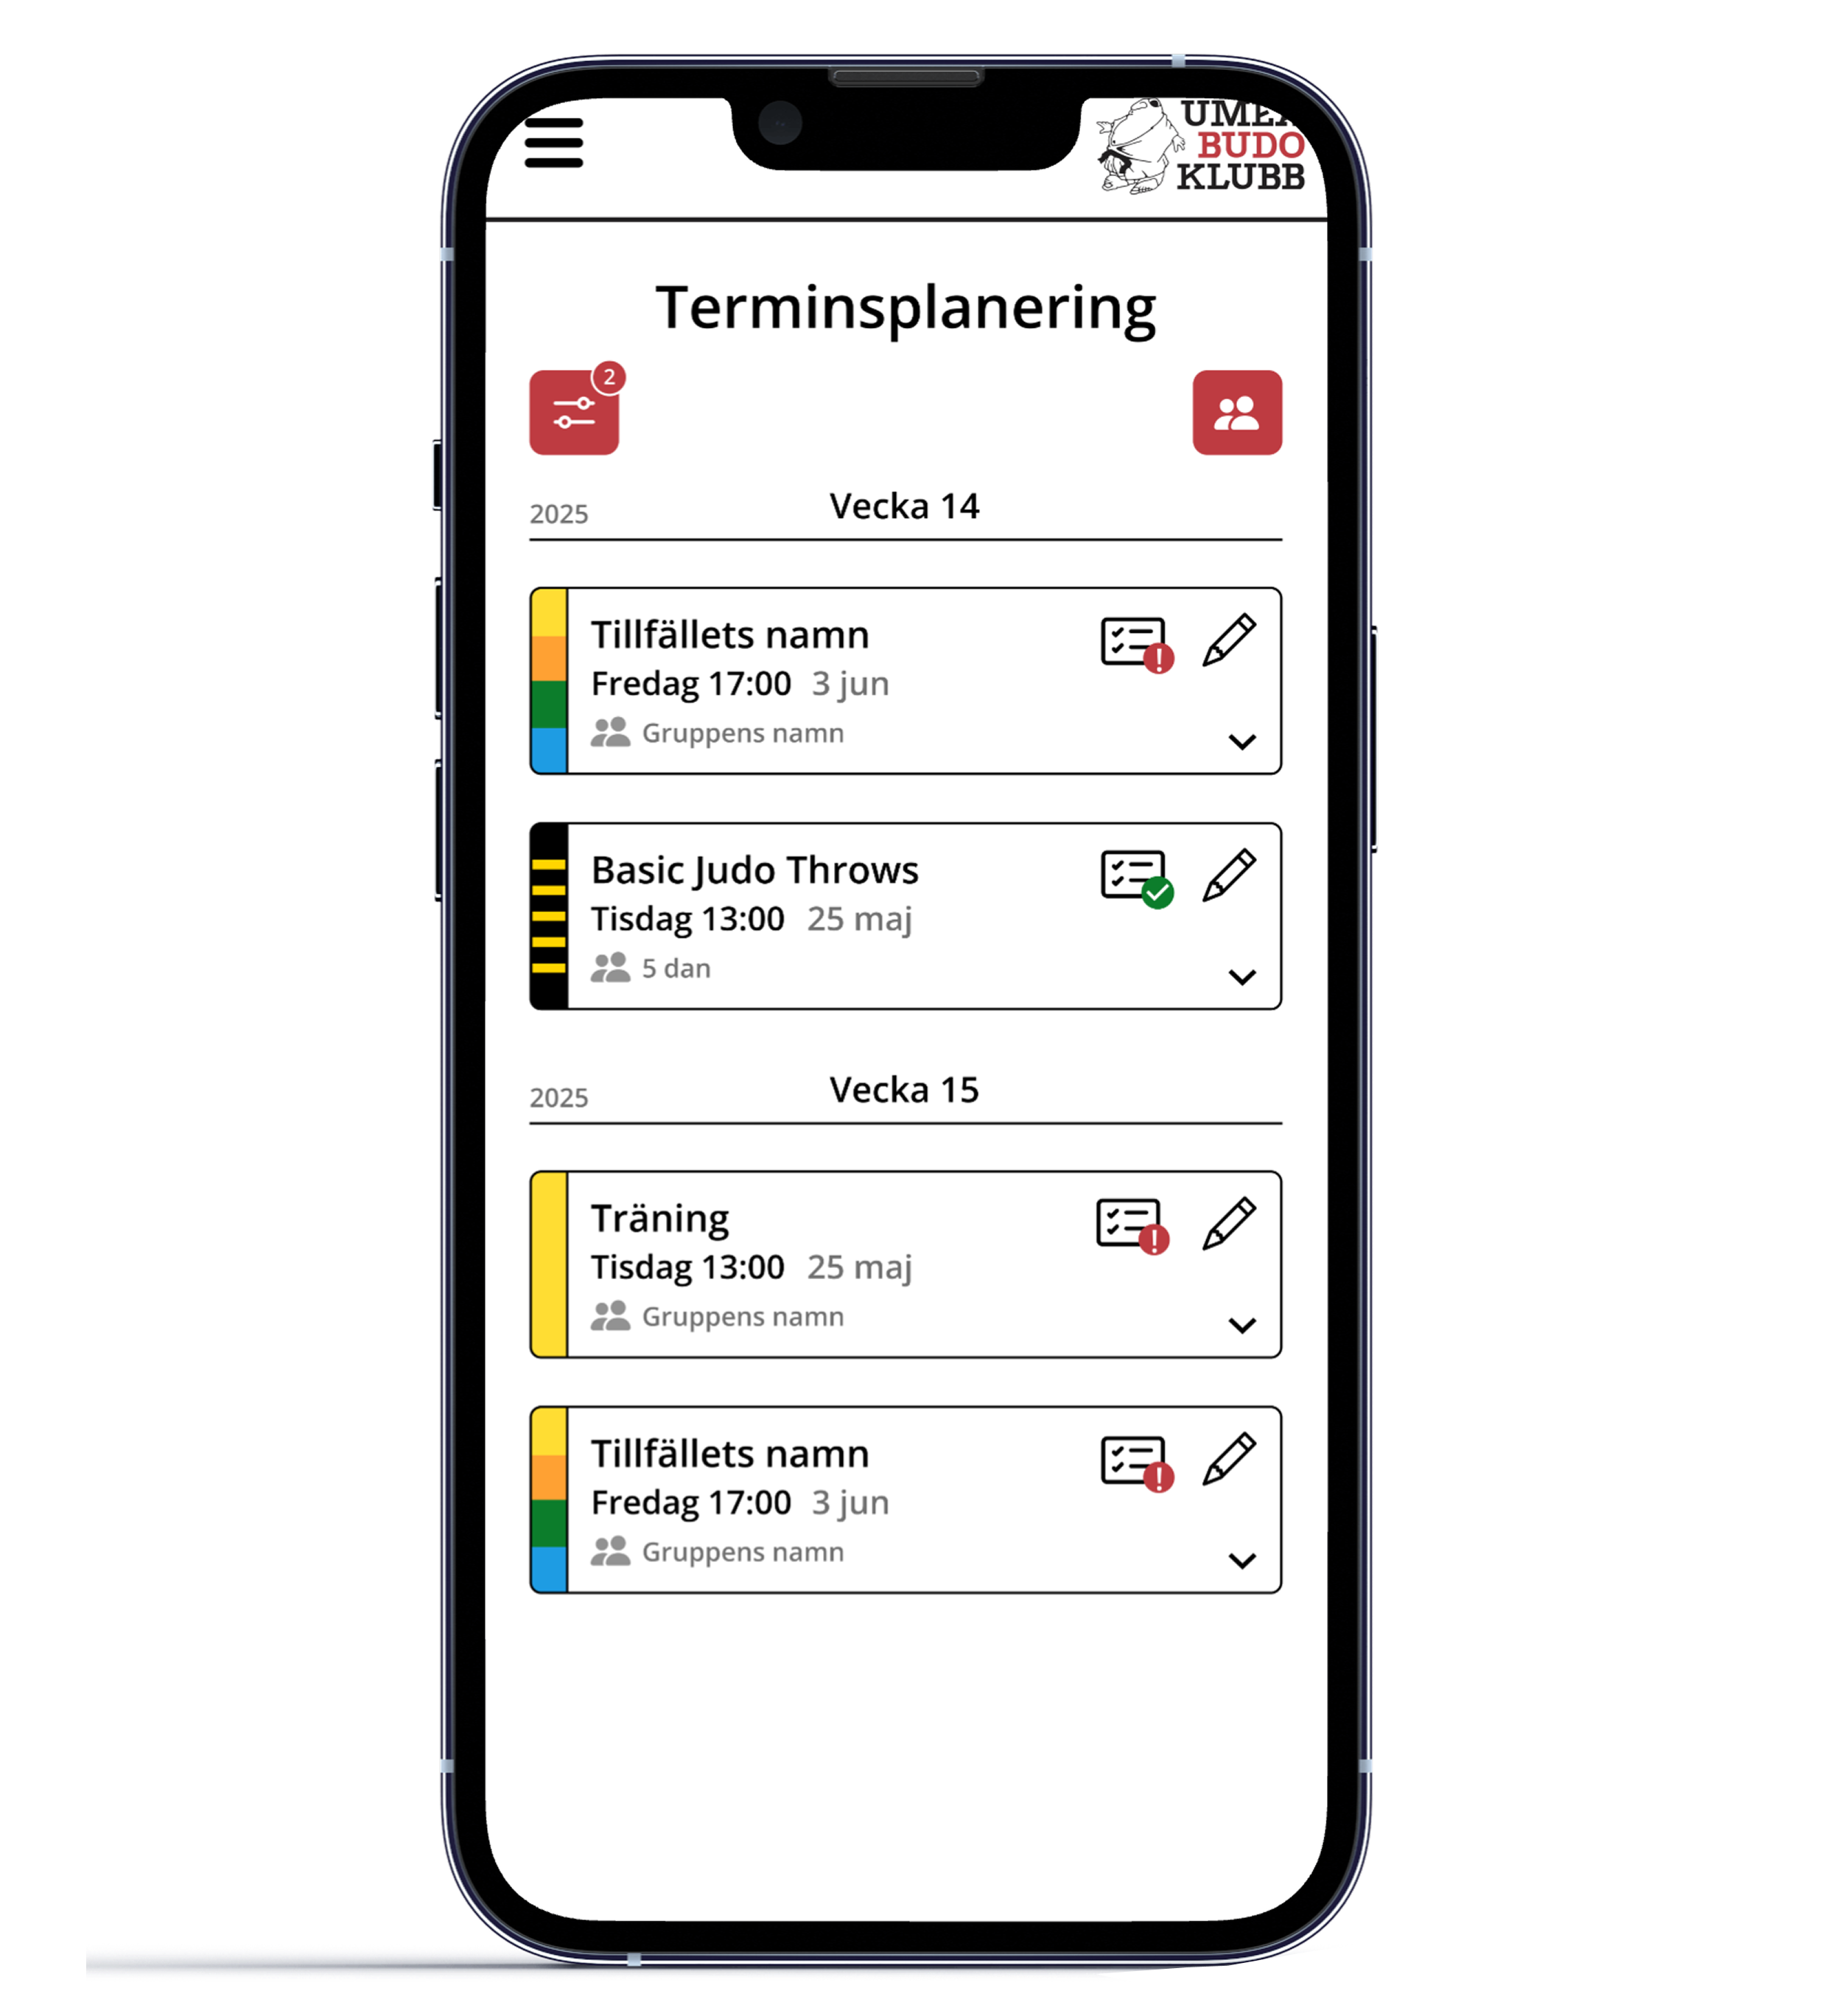 BUDO
KLUBB
Terminsplanering
2
2025 Vecka 14
Tillfällets namn
Fredag 17:00 3 jun
Gruppens namn
Basic Judo Throws
Tisdag 13:00 25 maj
5 dan
2025 Vecka 15
Träning
Tisdag 13:00 25 maj
Gruppens namn
Tillfällets namn
Fredag 17:00 3 jun
Gruppens namn